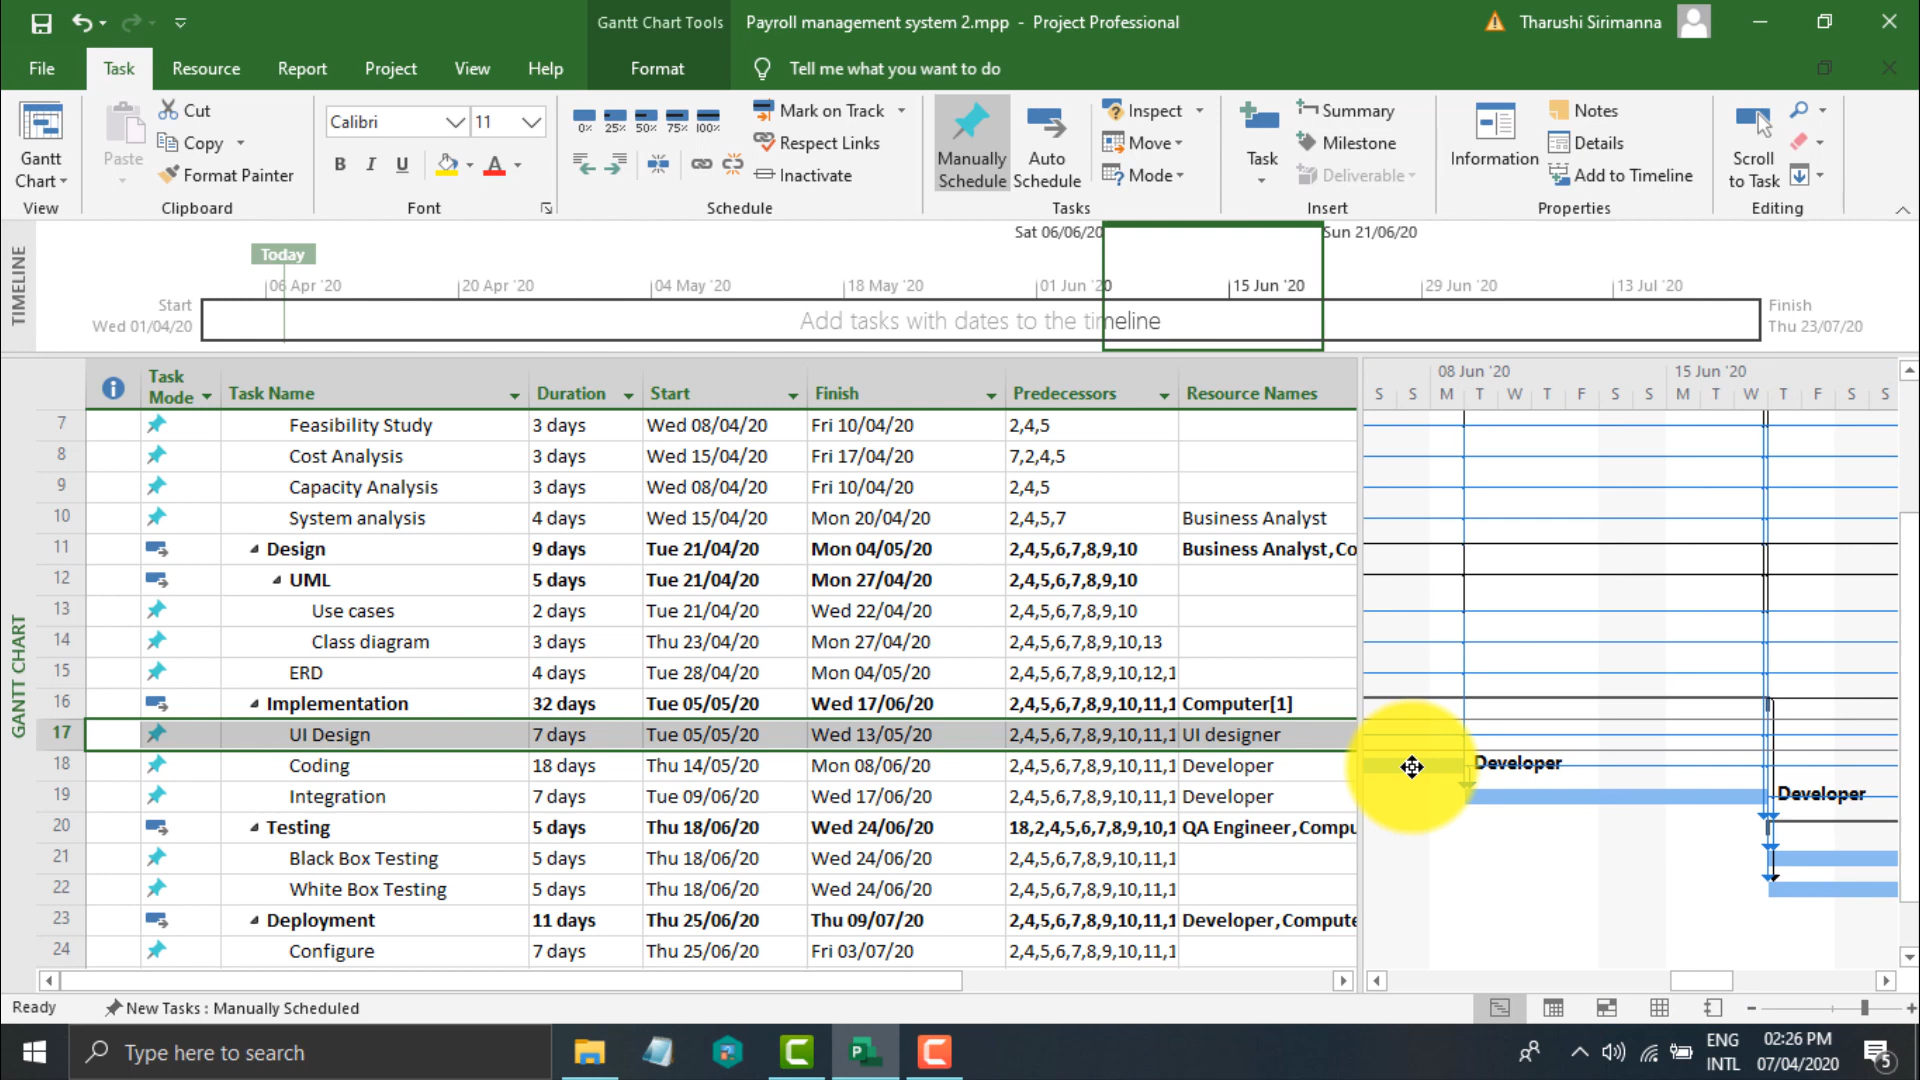 Gantt Chart Tools
Payroll management system 2.mpp - Project Professional
Tharushi Sirimanna
File Task Resource Report Project View Help Format Tell me what you want to do
Gantt Chart
View
Paste
Cut
Copy
Format Painter
Clipboard
Calibri 11
B I U A
Font
0% 25% 50% 75% 100%
Mark on Track
Respect Links
Inactivate
Schedule
Manually Schedule
Auto Schedule
Inspect
Move
Mode
Tasks
Task
Summary
Milestone
Deliverable
Insert
Information
Notes
Details
Add to Timeline
Properties
Scroll to Task
Editing
TIMELINE
Sat 06/06/20 Sun 21/06/20
Today
06 Apr '20 20 Apr '20 04 May '20 18 May '20 01 Jun '20 15 Jun '20 29 Jun '20 13 Jul '20
Start
Wed 01/04/20
Add tasks with dates to the timeline
Finish
Thu 23/07/20
GANTT CHART
Task Mode Task Name Duration Start Finish Predecessors Resource Names
08 Jun '20 15 Jun '20
S S M T W T F S S M T W T F S S
7 Feasibility Study 3 days Wed 08/04/20 Fri 10/04/20 2,4,5
8 Cost Analysis 3 days Wed 15/04/20 Fri 17/04/20 7,2,4,5
9 Capacity Analysis 3 days Wed 08/04/20 Fri 10/04/20 2,4,5
10 System analysis 4 days Wed 15/04/20 Mon 20/04/20 2,4,5,7 Business Analyst
11 Design 9 days Tue 21/04/20 Mon 04/05/20 2,4,5,6,7,8,9,10 Business Analyst,Co
12 UML 5 days Tue 21/04/20 Mon 27/04/20 2,4,5,6,7,8,9,10
13 Use cases 2 days Tue 21/04/20 Wed 22/04/20 2,4,5,6,7,8,9,10
14 Class diagram 3 days Thu 23/04/20 Mon 27/04/20 2,4,5,6,7,8,9,10,13
15 ERD 4 days Tue 28/04/20 Mon 04/05/20 2,4,5,6,7,8,9,10,12,1
16 Implementation 32 days Tue 05/05/20 Wed 17/06/20 2,4,5,6,7,8,9,10,11,1 Computer[1]
17 UI Design 7 days Tue 05/05/20 Wed 13/05/20 2,4,5,6,7,8,9,10,11,1 UI designer
18 Coding 18 days Thu 14/05/20 Mon 08/06/20 2,4,5,6,7,8,9,10,11,1 Developer Developer
19 Integration 7 days Tue 09/06/20 Wed 17/06/20 2,4,5,6,7,8,9,10,11,1 Developer Developer
20 Testing 5 days Thu 18/06/20 Wed 24/06/20 18,2,4,5,6,7,8,9,10,1 QA Engineer,Compu
21 Black Box Testing 5 days Thu 18/06/20 Wed 24/06/20 2,4,5,6,7,8,9,10,11,1
22 White Box Testing 5 days Thu 18/06/20 Wed 24/06/20 2,4,5,6,7,8,9,10,11,1
23 Deployment 11 days Thu 25/06/20 Thu 09/07/20 2,4,5,6,7,8,9,10,11,1 Developer,Compute
24 Configure 7 days Thu 25/06/20 Fri 03/07/20 2,4,5,6,7,8,9,10,11,1
Ready New Tasks : Manually Scheduled
Type here to search
ENG INTL
02:26 PM
07/04/2020
5